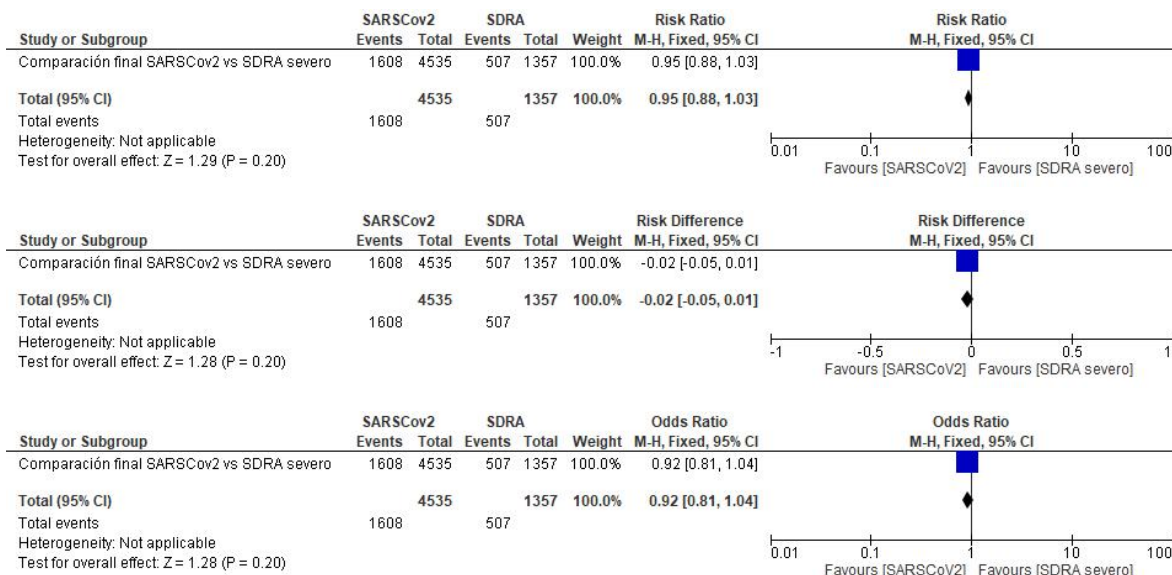 SARSCov2 SDRA Risk Ratio Risk Ratio
Study or Subgroup Events Total Events Total Weight M-H, Fixed, 95% CI M-H, Fixed, 95% CI
Comparación final SARSCov2 vs SDRA severo 1608 4535 507 1357 100.0% 0.95 [0.88, 1.03]
Total (95% CI) 4535 1357 100.0% 0.95 [0.88, 1.03]
Total events 1608 507
Heterogeneity: Not applicable
Test for overall effect: Z = 1.29 (P = 0.20)
0.01 0.1 1 10 100
Favours [SARSCoV2] Favours [SDRA severo]
SARSCov2 SDRA Risk Difference Risk Difference
Study or Subgroup Events Total Events Total Weight M-H, Fixed, 95% CI M-H, Fixed, 95% CI
Comparación final SARSCov2 vs SDRA severo 1608 4535 507 1357 100.0% -0.02 [-0.05, 0.01]
Total (95% CI) 4535 1357 100.0% -0.02 [-0.05, 0.01]
Total events 1608 507
Heterogeneity: Not applicable
Test for overall effect: Z = 1.28 (P = 0.20)
-1 -0.5 0 0.5 1
Favours [SARSCoV2] Favours [SDRA severo]
SARSCov2 SDRA Odds Ratio Odds Ratio
Study or Subgroup Events Total Events Total Weight M-H, Fixed, 95% CI M-H, Fixed, 95% CI
Comparación final SARSCov2 vs SDRA severo 1608 4535 507 1357 100.0% 0.92 [0.81, 1.04]
Total (95% CI) 4535 1357 100.0% 0.92 [0.81, 1.04]
Total events 1608 507
Heterogeneity: Not applicable
Test for overall effect: Z = 1.28 (P = 0.20)
0.01 0.1 1 10 100
Favours [SARSCoV2] Favours [SDRA severo]